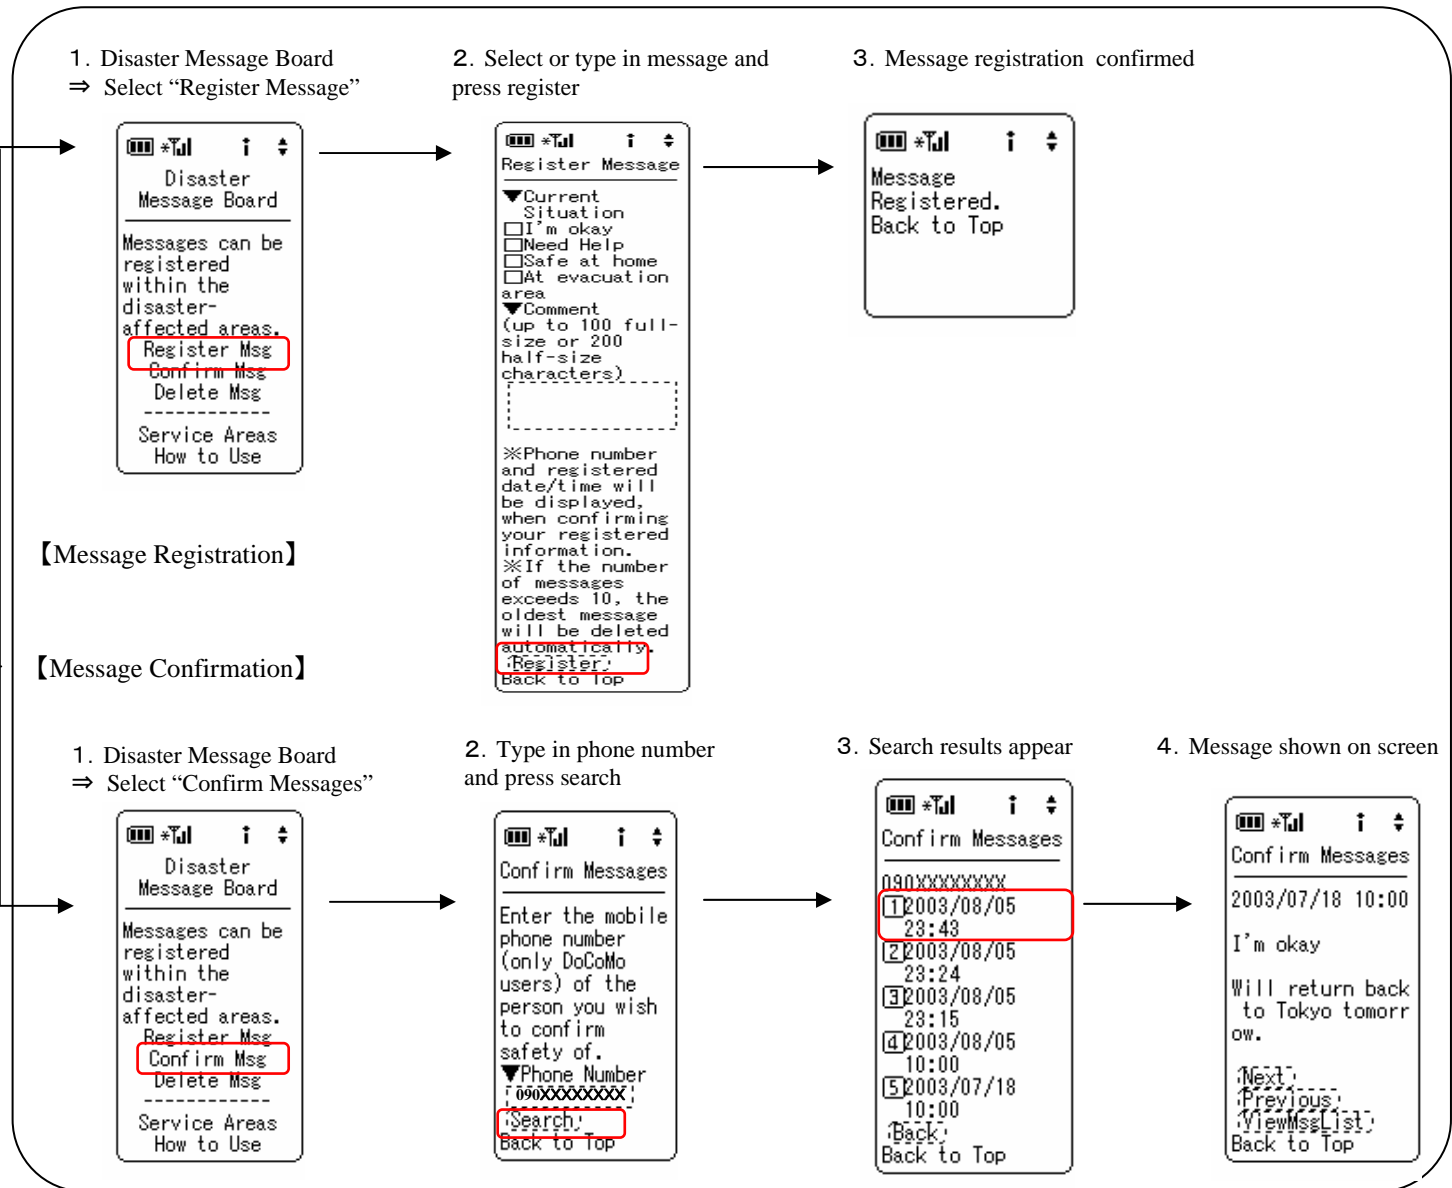 1. Disaster Message Board
⇒ Select “Register Message”
Disaster
Message Board
Messages can be
registered
within the
disaster-
affected areas.
Register Msg
Confirm Msg
Delete Msg
------------
Service Areas
How to Use
2. Select or type in message and
press register
Register Message
▼Current
Situation
□I'm okay
□Need Help
□Safe at home
□At evacuation
area
▼Comment
(up to 100 full-
size or 200
half-size
characters)
※Phone number
and registered
date/time will
be displayed,
when confirming
your registered
information.
※If the number
of messages
exceeds 10, the
oldest message
will be deleted
automatically.
Register
Back to Top
3. Message registration confirmed
Message
Registered.
Back to Top
【Message Registration】
【Message Confirmation】
1. Disaster Message Board
⇒ Select “Confirm Messages”
Disaster
Message Board
Messages can be
registered
within the
disaster-
affected areas.
Register Msg
Confirm Msg
Delete Msg
------------
Service Areas
How to Use
2. Type in phone number
and press search
Confirm Messages
Enter the mobile
phone number
(only DoCoMo
users) of the
person you wish
to confirm
safety of.
▼Phone Number
090XXXXXXXX
Search
Back to Top
3. Search results appear
Confirm Messages
090XXXXXXXX
1 2003/08/05
23:43
2 2003/08/05
23:24
3 2003/08/05
23:15
4 2003/08/05
10:00
5 2003/07/18
10:00
Back
Back to Top
4. Message shown on screen
Confirm Messages
2003/07/18 10:00
I'm okay
Will return back
to Tokyo tomorr
ow.
Next
Previous
ViewMsgList
Back to Top